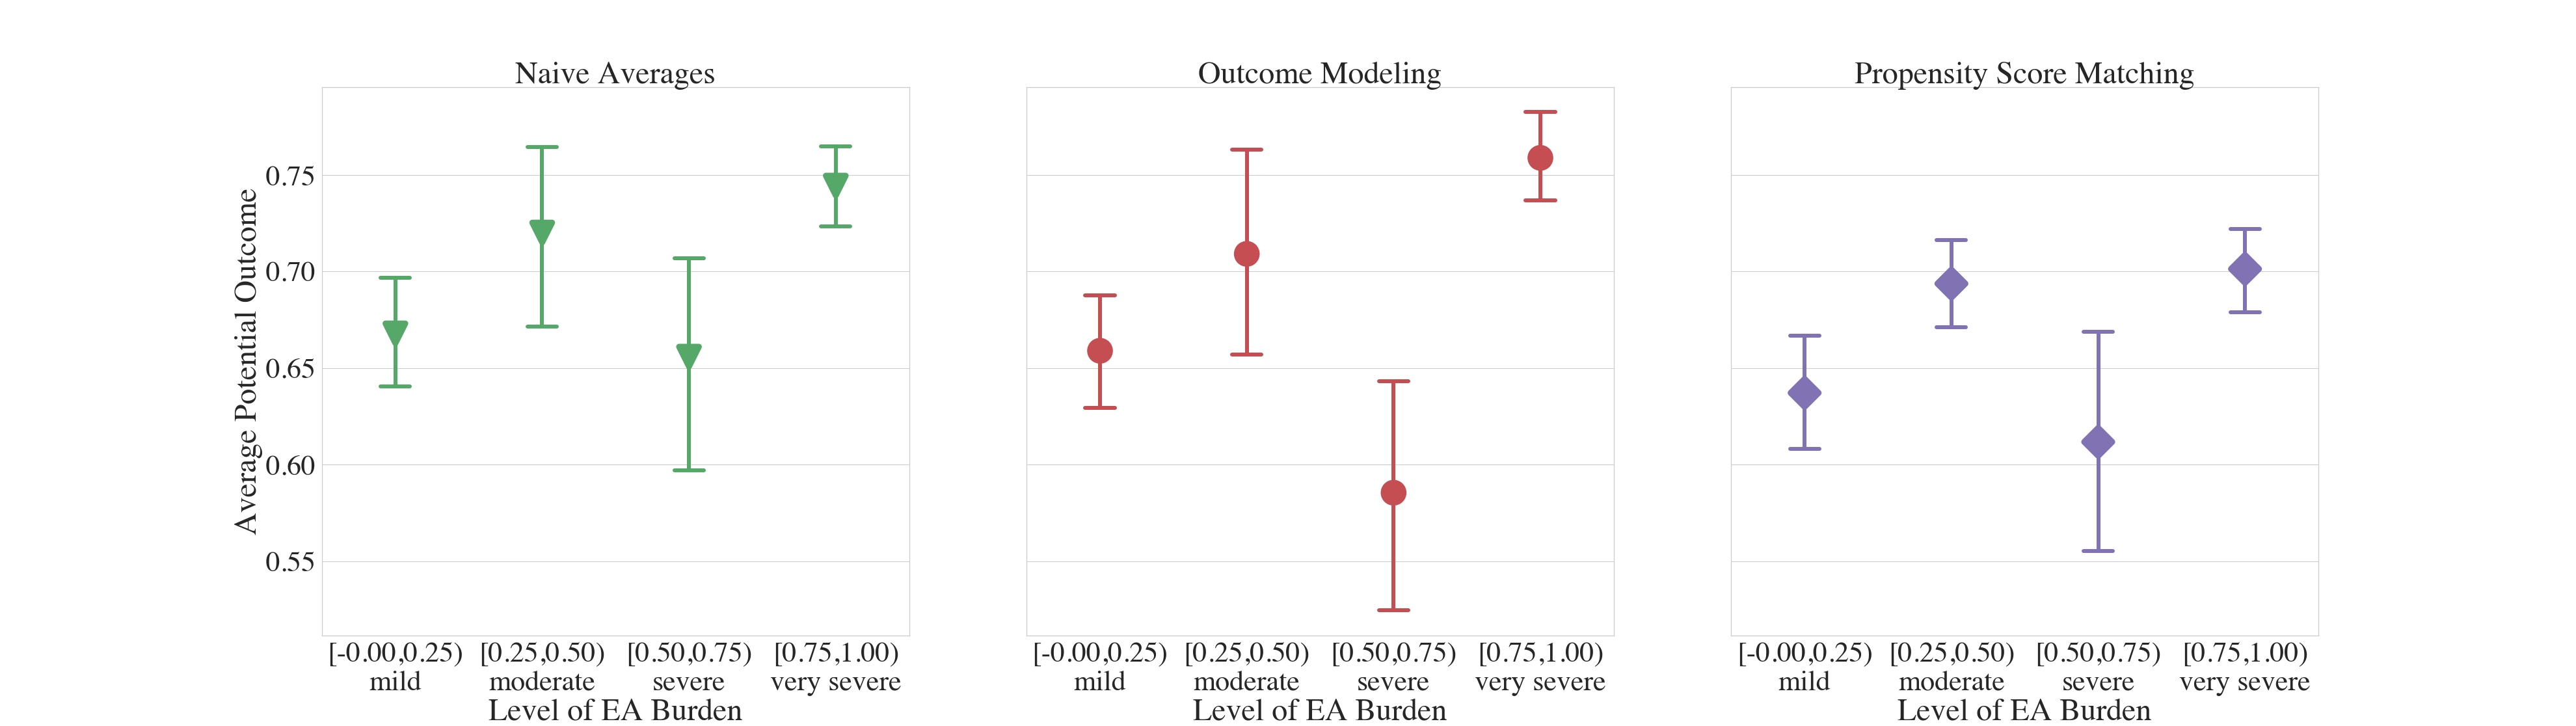 Naive Averages
Outcome Modeling
Propensity Score Matching
Average Potential Outcome
0.75
0.70
0.65
0.60
0.55
[-0.00,0.25) [0.25,0.50) [0.50,0.75) [0.75,1.00)
mild moderate severe very severe
Level of EA Burden
[-0.00,0.25) [0.25,0.50) [0.50,0.75) [0.75,1.00)
mild moderate severe very severe
Level of EA Burden
[-0.00,0.25) [0.25,0.50) [0.50,0.75) [0.75,1.00)
mild moderate severe very severe
Level of EA Burden